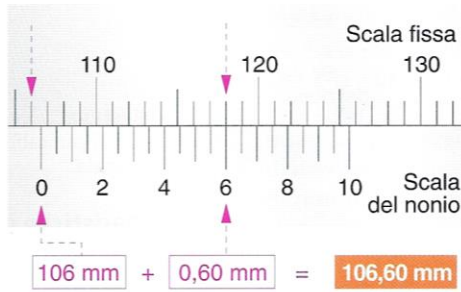 Scala fissa
110 120 130
0 2 4 6 8 10 Scala
del nonio
106 mm + 0,60 mm = 106,60 mm